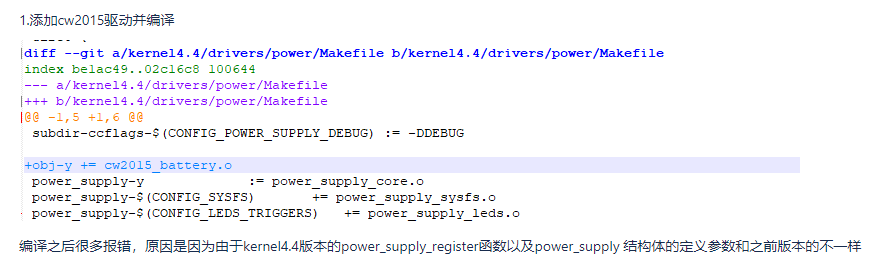 1.添加cw2015驱动并编译
diff --git a/kernel4.4/drivers/power/Makefile b/kernel4.4/drivers/power/Makefile
index be1ac49..02c16c8 100644
--- a/kernel4.4/drivers/power/Makefile
+++ b/kernel4.4/drivers/power/Makefile
@@ -1,5 +1,6 @@
subdir-ccflags-$(CONFIG_POWER_SUPPLY_DEBUG) := -DDEBUG
+obj-y += cw2015_battery.o
power_supply-y := power_supply_core.o
power_supply-$(CONFIG_SYSFS) += power_supply_sysfs.o
power_supply-$(CONFIG_LEDS_TRIGGERS) += power_supply_leds.o
编译之后很多报错，原因是因为由于kernel4.4版本的power_supply_register函数以及power_supply 结构体的定义参数和之前版本的不一样